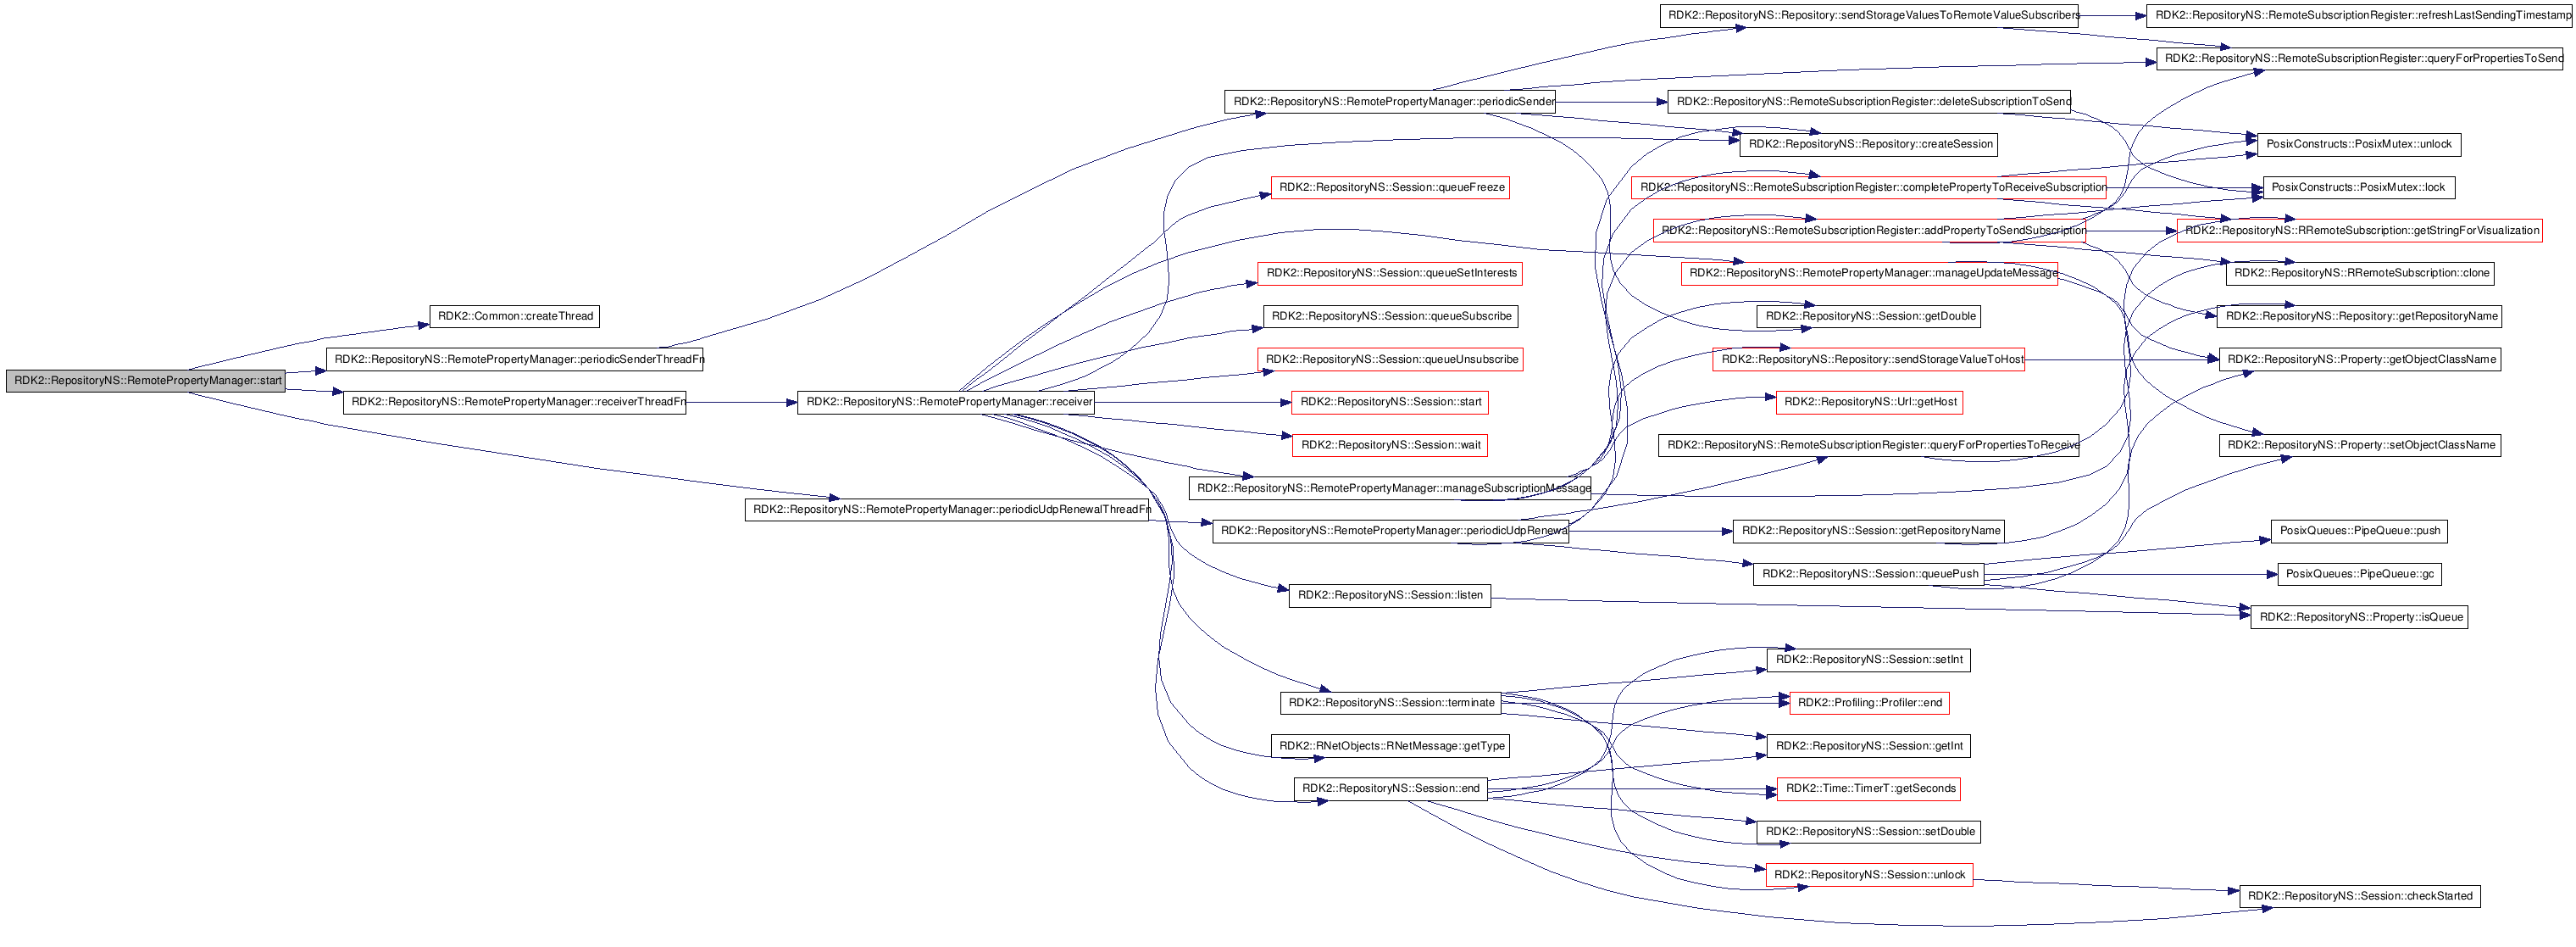 RDK2::RepositoryNS::RemotePropertyManager::start
RDK2::Common::createThread
RDK2::RepositoryNS::RemotePropertyManager::periodicSenderThreadFn
RDK2::RepositoryNS::RemotePropertyManager::receiverThreadFn
RDK2::RepositoryNS::RemotePropertyManager::periodicUdpRenewalThreadFn
RDK2::RepositoryNS::RemotePropertyManager::receiver
RDK2::RepositoryNS::RemotePropertyManager::periodicSender
RDK2::RepositoryNS::Session::queueFreeze
RDK2::RepositoryNS::Session::queueSetInterests
RDK2::RepositoryNS::Session::queueSubscribe
RDK2::RepositoryNS::Session::queueUnsubscribe
RDK2::RepositoryNS::Session::start
RDK2::RepositoryNS::Session::wait
RDK2::RepositoryNS::RemotePropertyManager::manageSubscriptionMessage
RDK2::RepositoryNS::RemotePropertyManager::periodicUdpRenewal
RDK2::RepositoryNS::Session::listen
RDK2::RepositoryNS::Session::terminate
RDK2::RNetObjects::RNetMessage::getType
RDK2::RepositoryNS::Session::end
RDK2::RepositoryNS::Repository::sendStorageValuesToRemoteValueSubscribers
RDK2::RepositoryNS::RemoteSubscriptionRegister::deleteSubscriptionToSend
RDK2::RepositoryNS::Repository::createSession
RDK2::RepositoryNS::RemoteSubscriptionRegister::completePropertyToReceiveSubscription
RDK2::RepositoryNS::RemoteSubscriptionRegister::addPropertyToSendSubscription
RDK2::RepositoryNS::RemotePropertyManager::manageUpdateMessage
RDK2::RepositoryNS::Session::getDouble
RDK2::RepositoryNS::Repository::sendStorageValueToHost
RDK2::RepositoryNS::Url::getHost
RDK2::RepositoryNS::RemoteSubscriptionRegister::queryForPropertiesToReceive
RDK2::RepositoryNS::Session::getRepositoryName
RDK2::RepositoryNS::Session::queuePush
RDK2::RepositoryNS::Session::setInt
RDK2::Profiling::Profiler::end
RDK2::RepositoryNS::Session::getInt
RDK2::Time::TimerT::getSeconds
RDK2::RepositoryNS::Session::setDouble
RDK2::RepositoryNS::Session::unlock
RDK2::RepositoryNS::RemoteSubscriptionRegister::refreshLastSendingTimestamp
RDK2::RepositoryNS::RemoteSubscriptionRegister::queryForPropertiesToSend
PosixConstructs::PosixMutex::unlock
PosixConstructs::PosixMutex::lock
RDK2::RepositoryNS::RRemoteSubscription::getStringForVisualization
RDK2::RepositoryNS::RRemoteSubscription::clone
RDK2::RepositoryNS::Repository::getRepositoryName
RDK2::RepositoryNS::Property::getObjectClassName
RDK2::RepositoryNS::Property::setObjectClassName
PosixQueues::PipeQueue::push
PosixQueues::PipeQueue::gc
RDK2::RepositoryNS::Property::isQueue
RDK2::RepositoryNS::Session::checkStarted